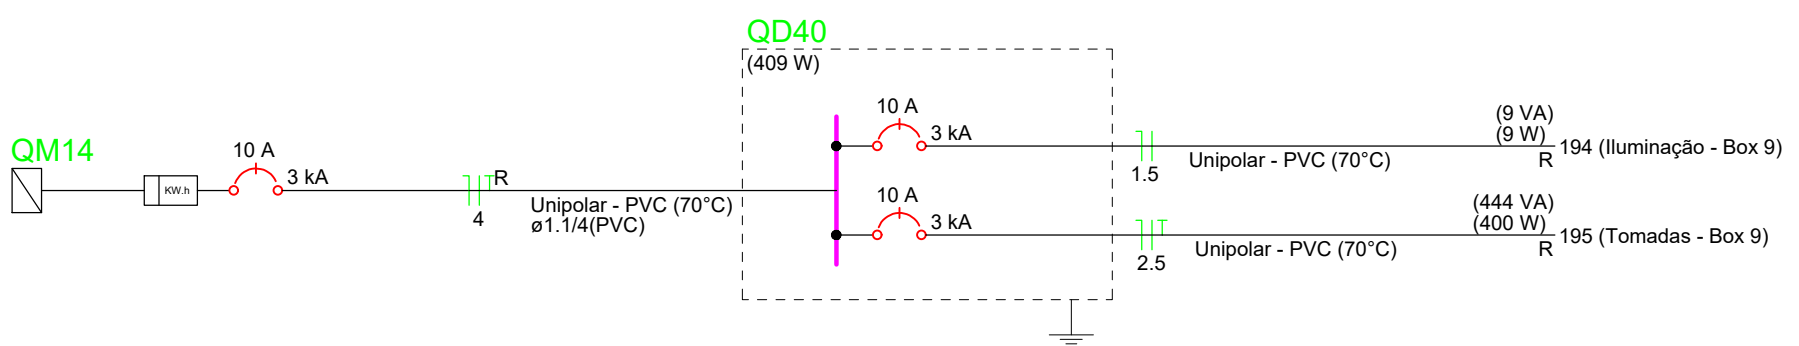 QM14
KW.h
10 A
3 kA
4
R
Unipolar - PVC (70°C)
ø1.1/4(PVC)
QD40
(409 W)
10 A
3 kA
1.5
Unipolar - PVC (70°C)
(9 VA)
(9 W)
R
194 (Iluminação - Box 9)
10 A
3 kA
2.5
Unipolar - PVC (70°C)
(444 VA)
(400 W)
R
195 (Tomadas - Box 9)